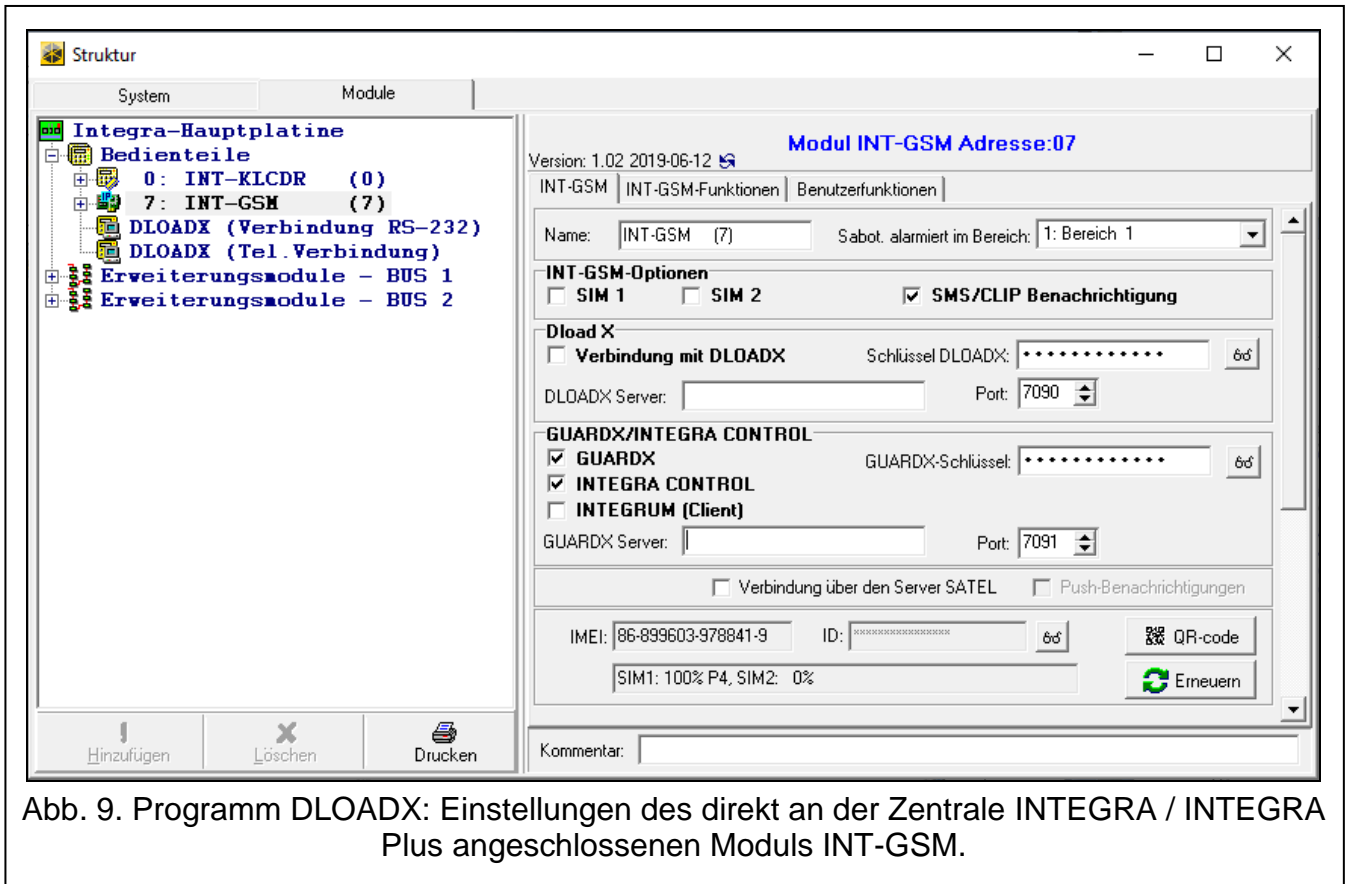 Struktur
System
Module
Integra-Hauptplatine
Bedienteile
0: INT-KLCDR (0)
7: INT-GSM (7)
DLOADX (Verbindung RS-232)
DLOADX (Tel.Verbindung)
Erweiterungsmodule - BUS 1
Erweiterungsmodule - BUS 2
Hinzufügen
Löschen
Drucken
Modul INT-GSM Adresse:07
Version: 1.02 2019-06-12
INT-GSM
INT-GSM-Funktionen
Benutzerfunktionen
Name: INT-GSM (7)
Sabot. alarmiert im Bereich: 1: Bereich 1
INT-GSM-Optionen
SIM 1 SIM 2 SMS/CLIP Benachrichtigung
Dload X
Verbindung mit DLOADX Schlüssel DLOADX: ••••••••••••
DLOADX Server: Port: 7090
GUARDX/INTEGRA CONTROL
GUARDX GUARDX-Schlüssel: ••••••••••••
INTEGRA CONTROL
INTEGRUM (Client)
GUARDX Server: Port: 7091
Verbindung über den Server SATEL Push-Benachrichtigungen
IMEI: 86-899603-978841-9 ID: **************** QR-code
SIM1: 100% P4, SIM2: 0% Erneuern
Kommentar:
Abb. 9. Programm DLOADX: Einstellungen des direkt an der Zentrale INTEGRA / INTEGRA
Plus angeschlossenen Moduls INT-GSM.